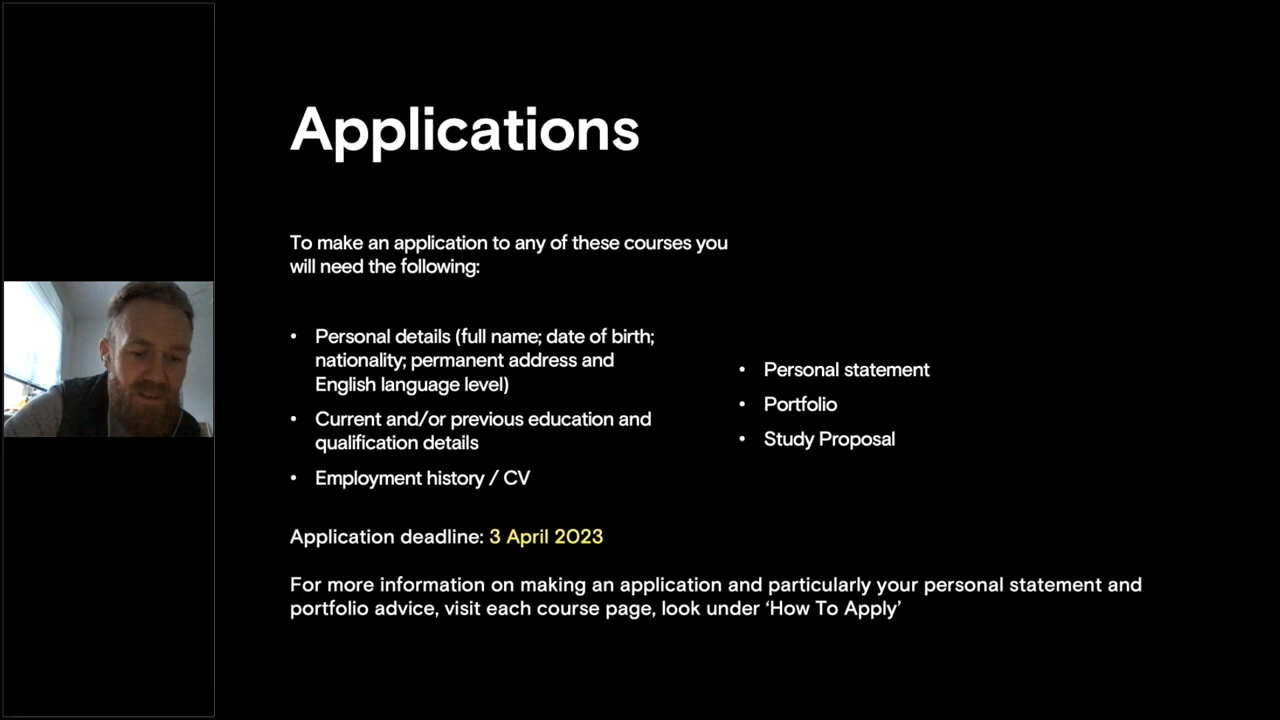 Applications
To make an application to any of these courses you
will need the following:
• Personal details (full name; date of birth;
nationality; permanent address and
English language level)
• Current and/or previous education and
qualification details
• Employment history / CV
• Personal statement
• Portfolio
• Study Proposal
Application deadline: 3 April 2023
For more information on making an application and particularly your personal statement and
portfolio advice, visit each course page, look under ‘How To Apply’